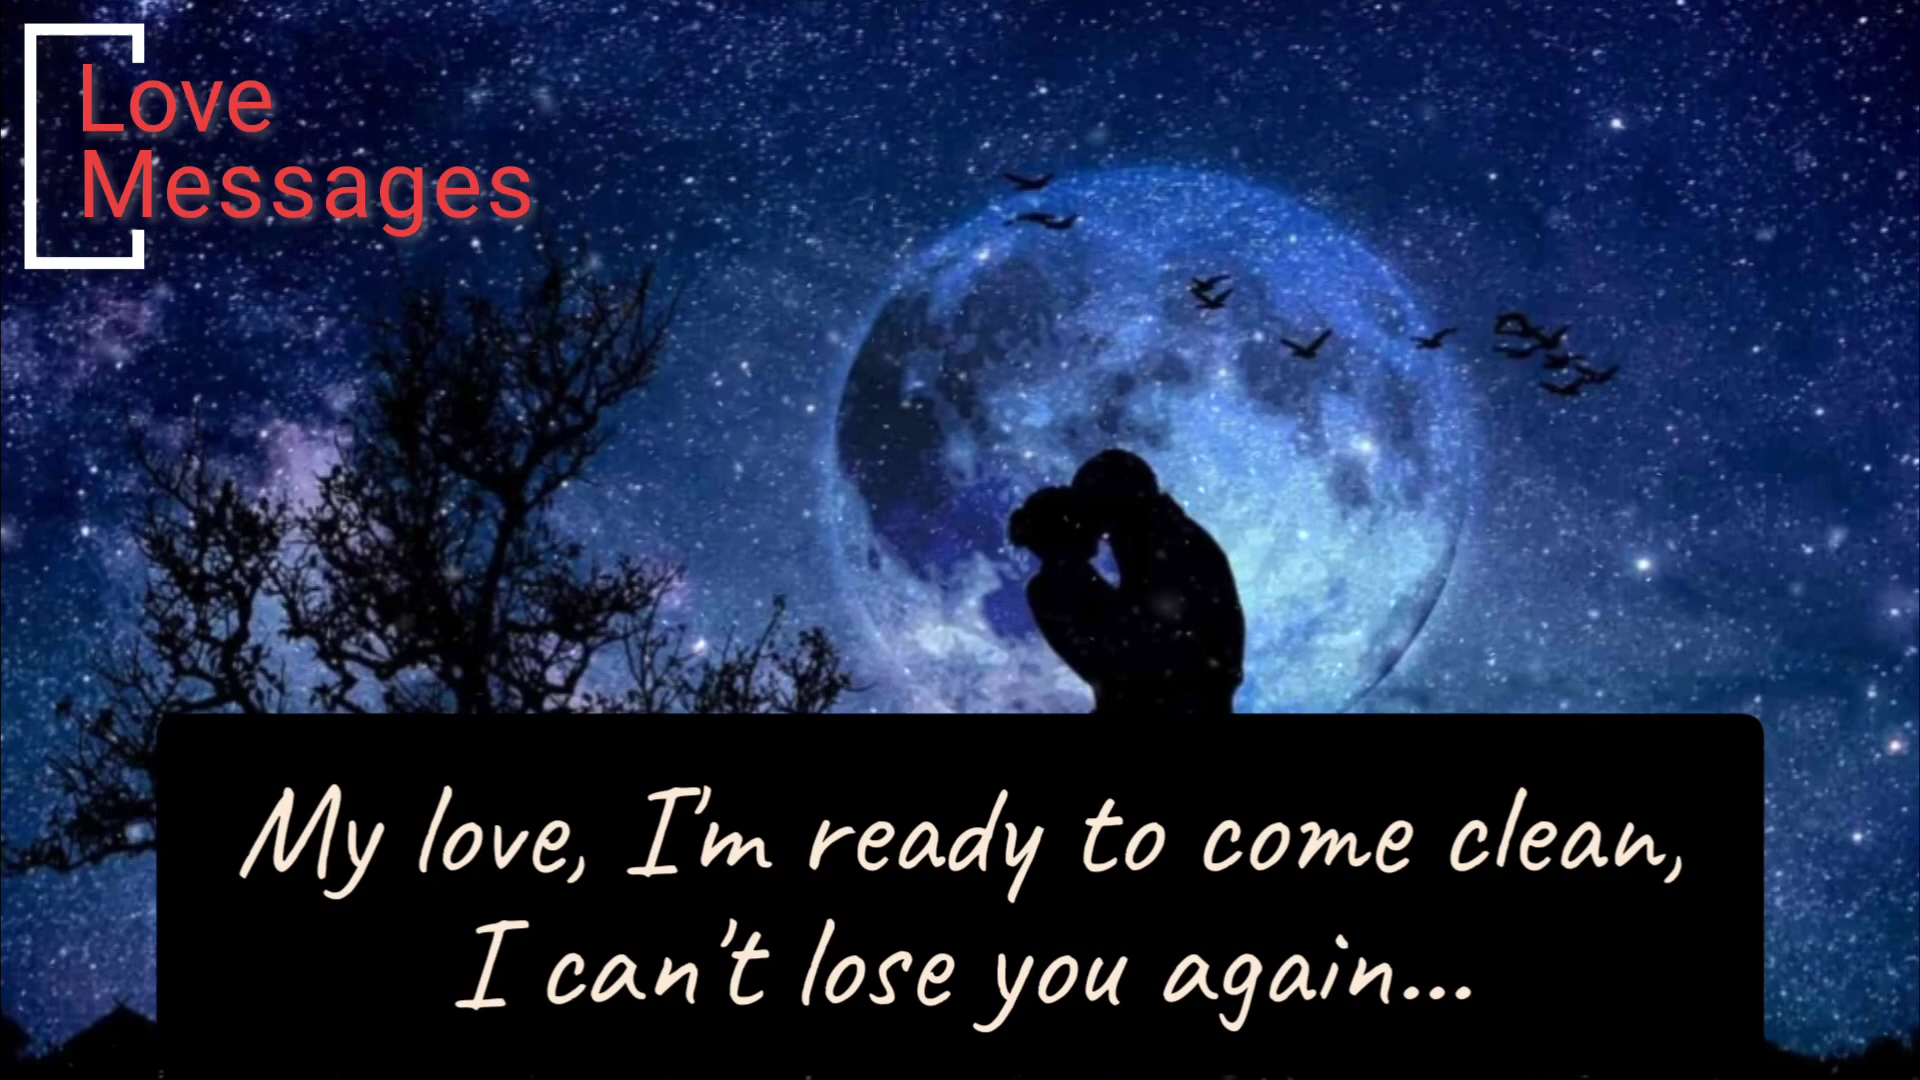 Love
Messages
My love, I'm ready to come clean,
I can't lose you again...